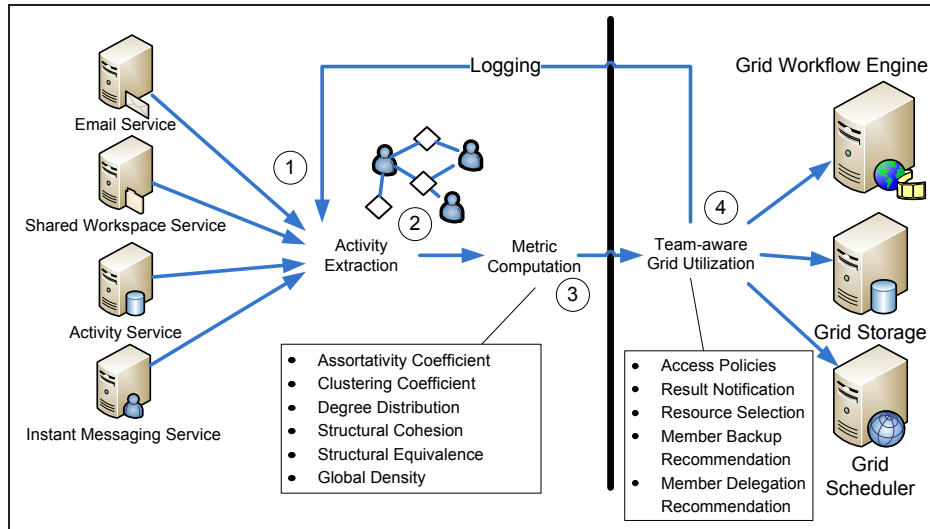 Logging
Grid Workflow Engine
Email Service
1
Shared Workspace Service
2
4
Activity
Extraction
Metric
Computation
3
Team-aware
Grid Utilization
Activity Service
Grid Storage
Instant Messaging Service
• Assortativity Coefficient
• Clustering Coefficient
• Degree Distribution
• Structural Cohesion
• Structural Equivalence
• Global Density
• Access Policies
• Result Notification
• Resource Selection
• Member Backup
Recommendation
• Member Delegation
Recommendation
Grid
Scheduler